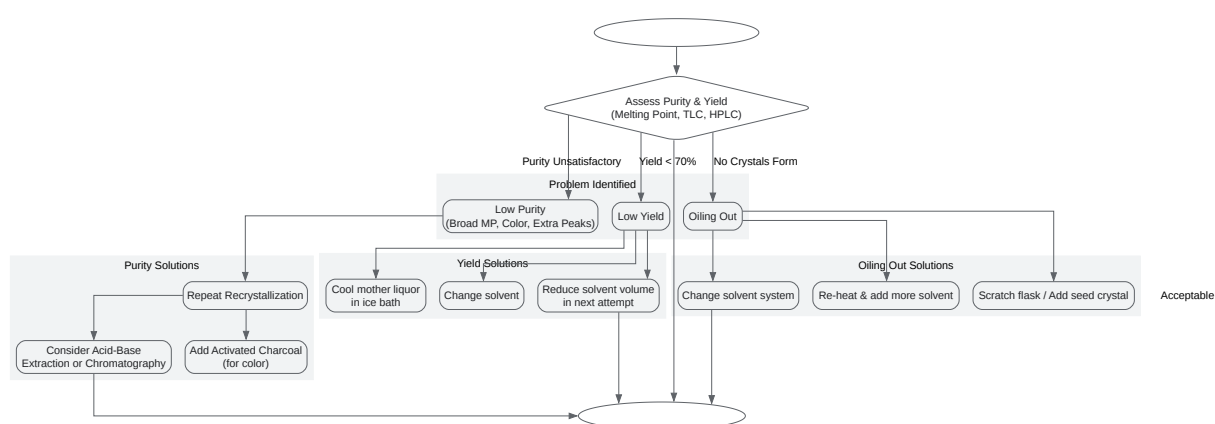 Assess Purity & Yield
(Melting Point, TLC, HPLC)
Purity Unsatisfactory
Yield < 70%
No Crystals Form
Problem Identified
Low Purity
(Broad MP, Color, Extra Peaks)
Low Yield
Oiling Out
Purity Solutions
Yield Solutions
Oiling Out Solutions
Repeat Recrystallization
Cool mother liquor
in ice bath
Change solvent
Reduce solvent volume
in next attempt
Change solvent system
Re-heat & add more solvent
Scratch flask / Add seed crystal
Acceptable
Consider Acid-Base
Extraction or Chromatography
Add Activated Charcoal
(for color)